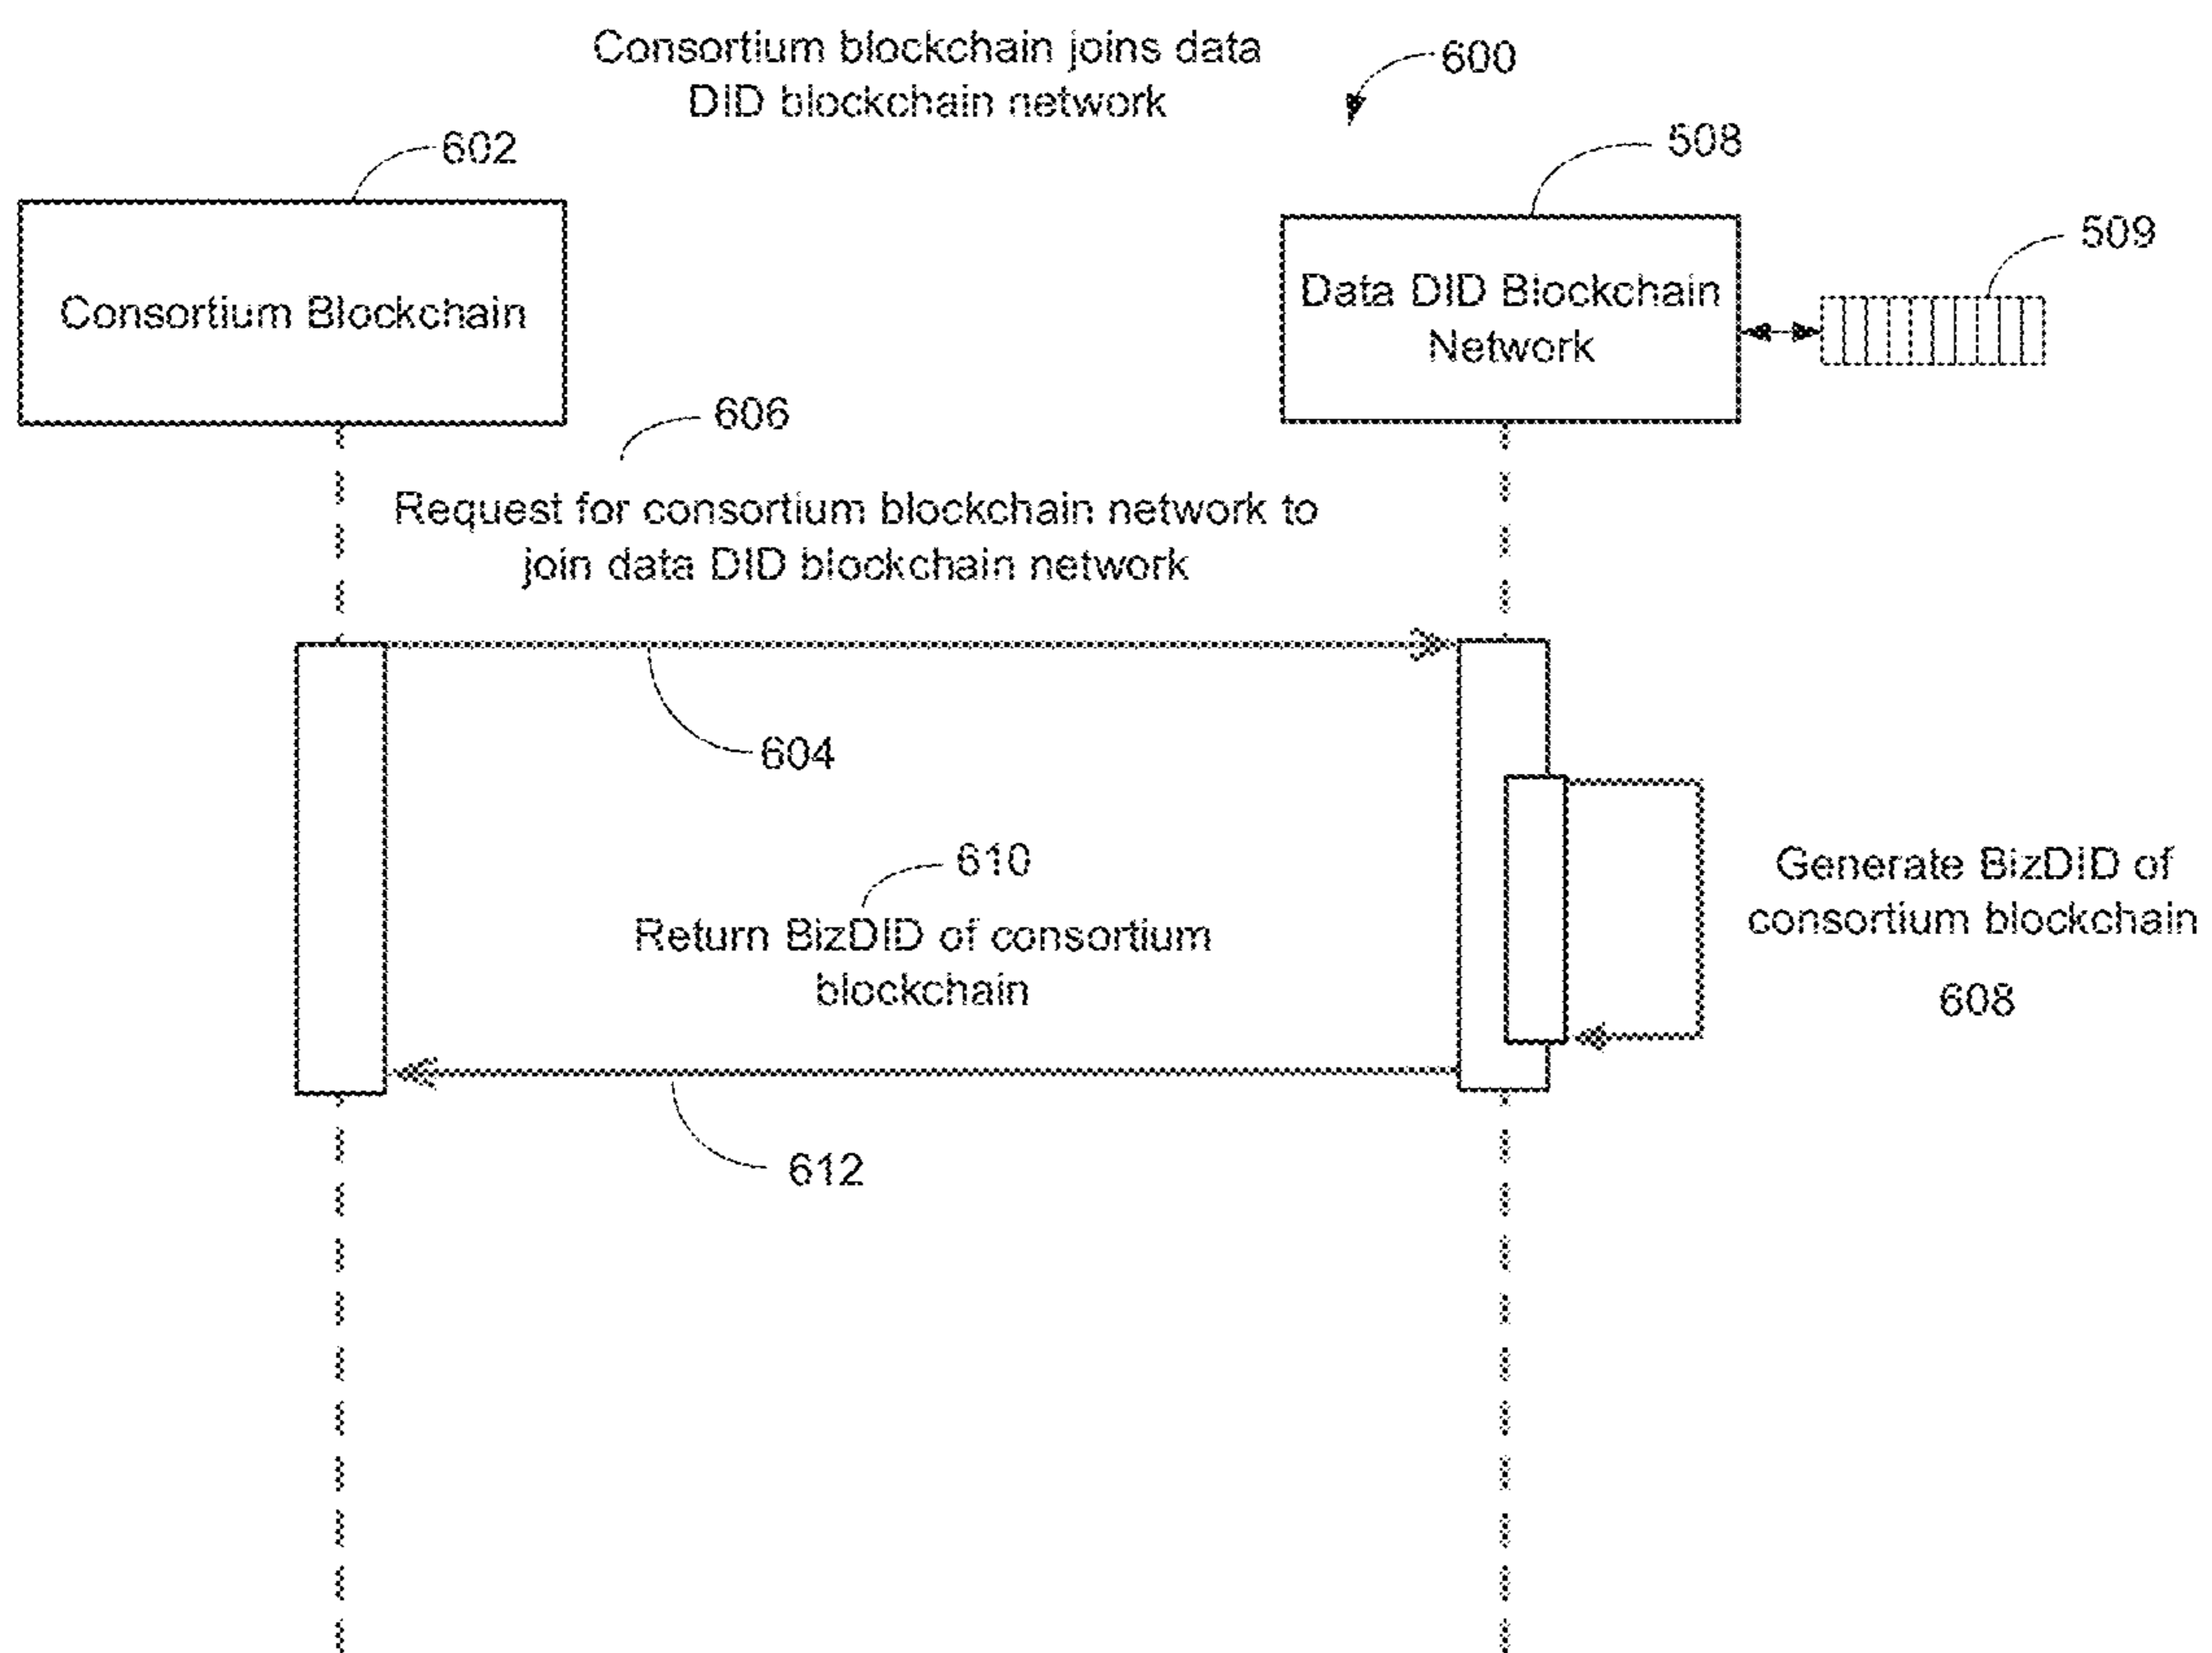 Consortium blockchain joins data
DID blockchain network
600
602
508
509
Consortium Blockchain
Data DID Blockchain
Network
606
Request for consortium blockchain network to
join data DID blockchain network
604
610
Return BizDID of consortium
blockchain
Generate BizDID of
consortium blockchain
608
612